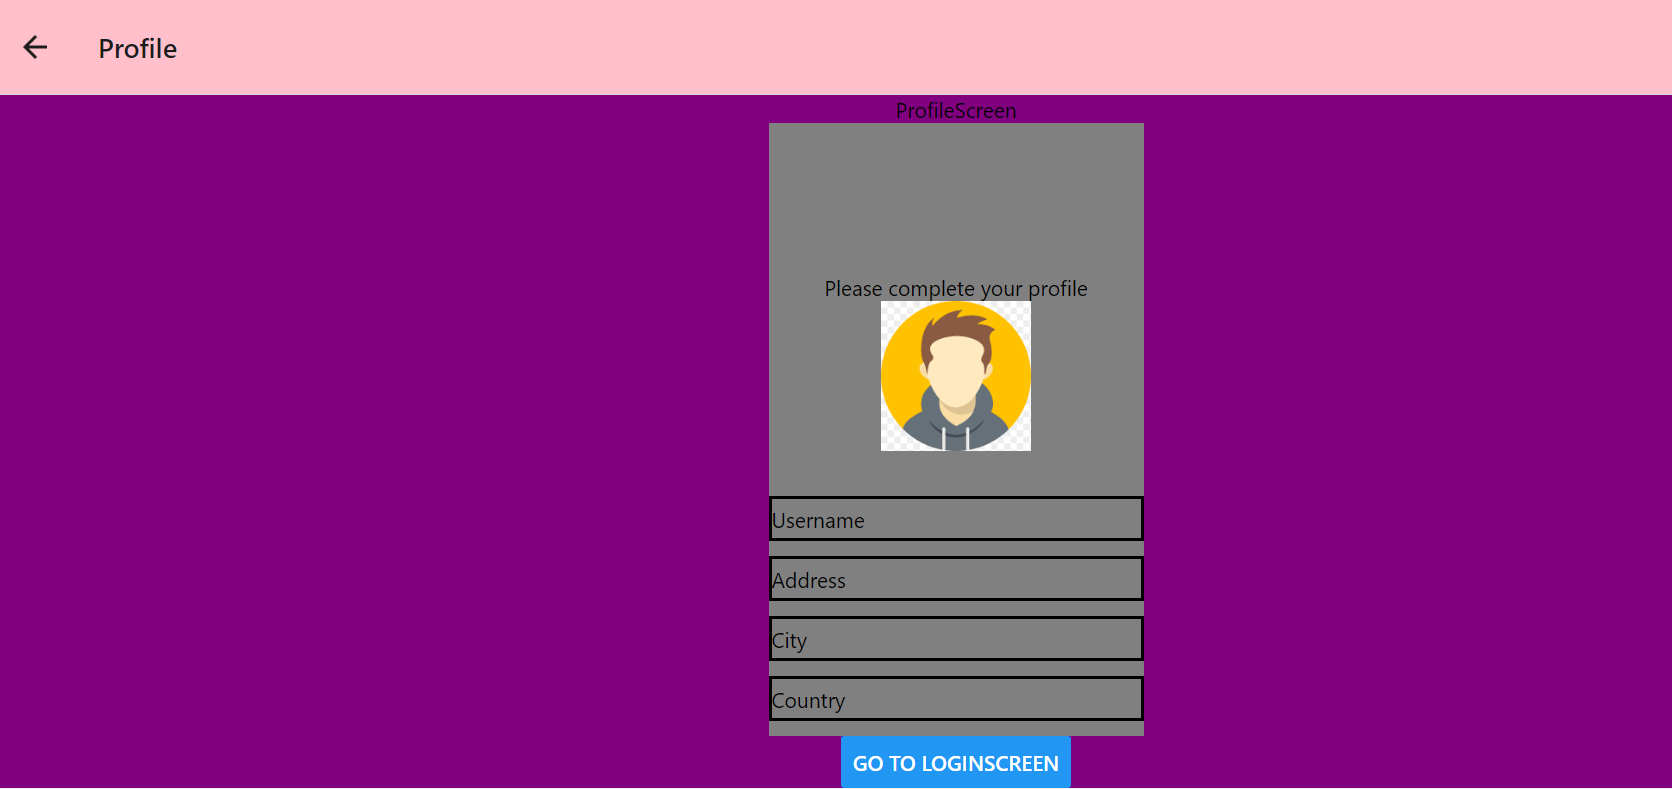 Profile
ProfileScreen
Please complete your profile
Username
Address
City
Country
GO TO LOGINSCREEN